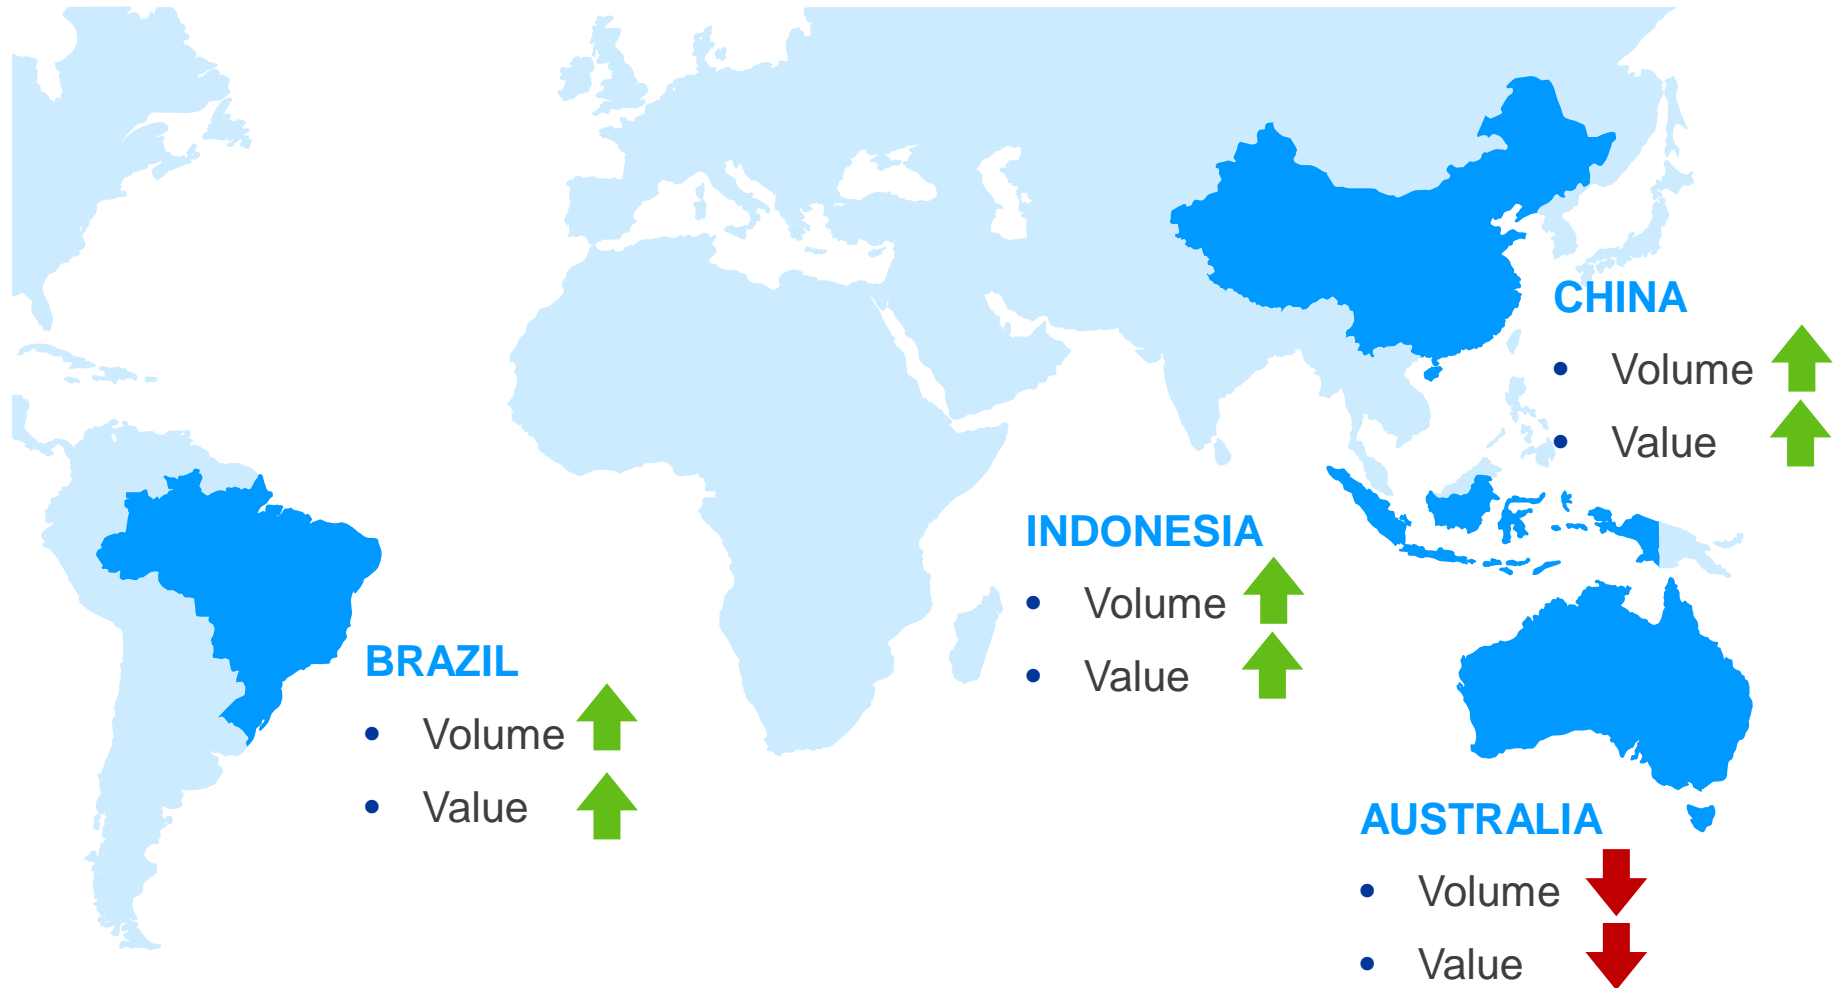 CHINA
• Volume
• Value
INDONESIA
• Volume
• Value
BRAZIL
• Volume
• Value
AUSTRALIA
• Volume
• Value